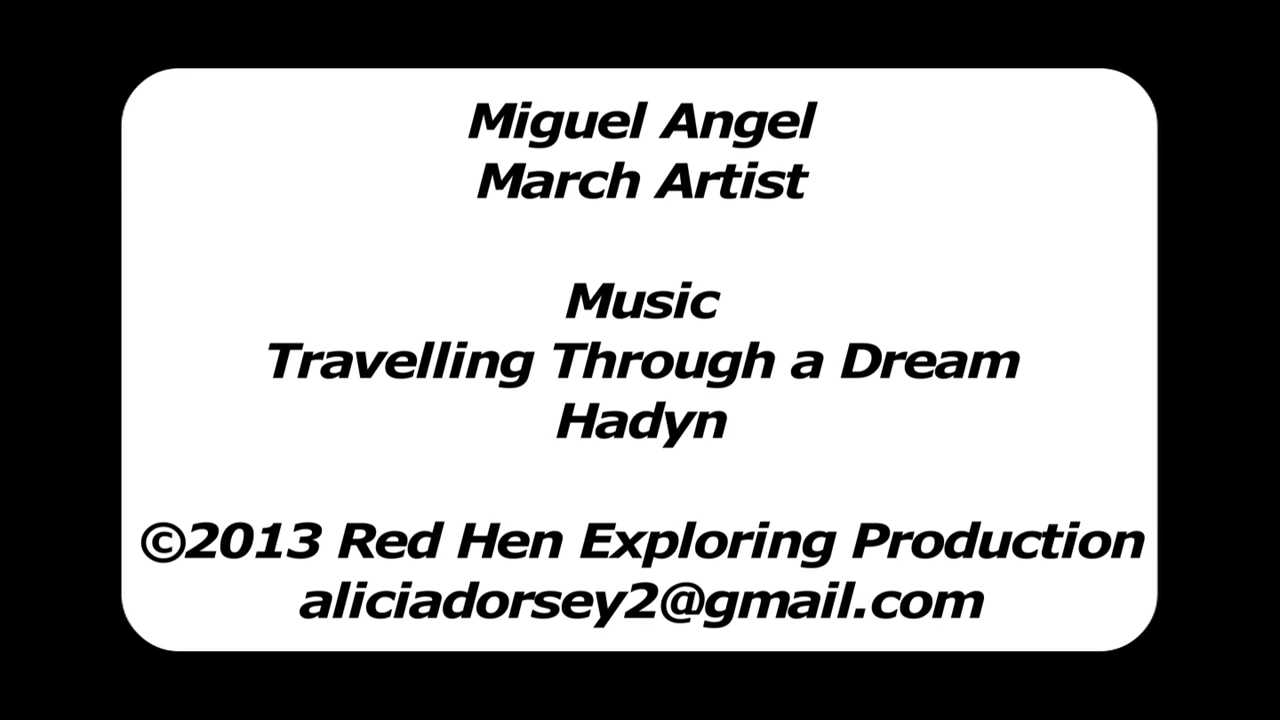 Miguel Angel
March Artist
Music
Travelling Through a Dream
Hadyn
©2013 Red Hen Exploring Production
aliciadorsey2@gmail.com